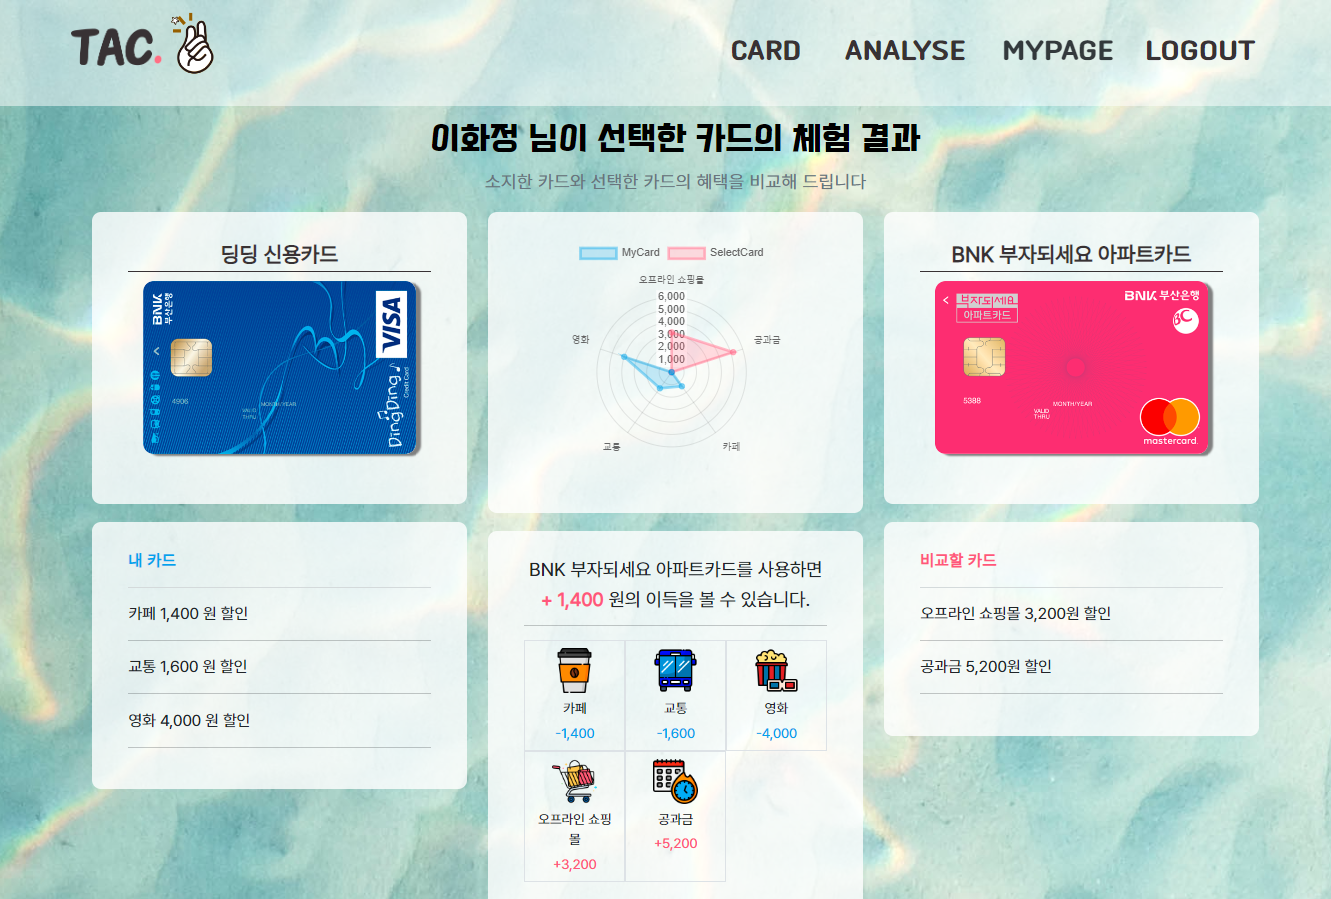 TAC.
CARD ANALYSE MYPAGE LOGOUT
이화정 님이 선택한 카드의 체험 결과
소지한 카드와 선택한 카드의 혜택을 비교해 드립니다
딩딩 신용카드
BNK 부산은행
VISA
4906
MONTH/YEAR
VALID
THRU
DingDing
Credit Card
내 카드
카페 1,400 원 할인
교통 1,600 원 할인
영화 4,000 원 할인
MyCard SelectCard
오프라인 쇼핑몰
6,000
5,000
4,000
3,000
2,000
1,000
영화
공과금
교통
카페
BNK 부자되세요 아파트카드를 사용하면
+ 1,400 원의 이득을 볼 수 있습니다.
카페 교통 영화
-1,400 -1,600 -4,000
오프라인 쇼핑
몰
+3,200
공과금
+5,200
BNK 부자되세요 아파트카드
부자되세요
아파트카드
BNK 부산은행
BC
5388
MONTH/YEAR
VALID
THRU
mastercard.
비교할 카드
오프라인 쇼핑몰 3,200원 할인
공과금 5,200원 할인